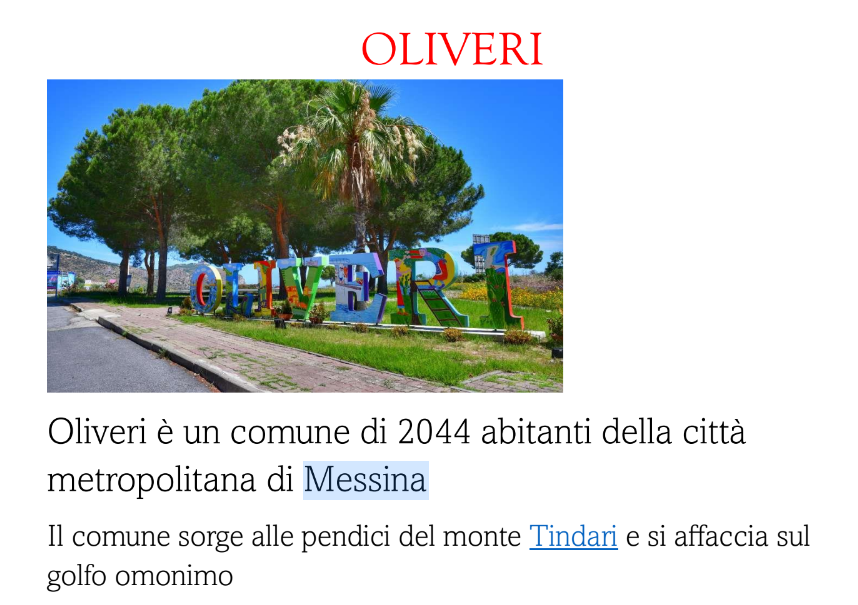 OLIVERI
OLIVERI
Oliveri è un comune di 2044 abitanti della città
metropolitana di Messina
Il comune sorge alle pendici del monte Tindari e si affaccia sul
golfo omonimo